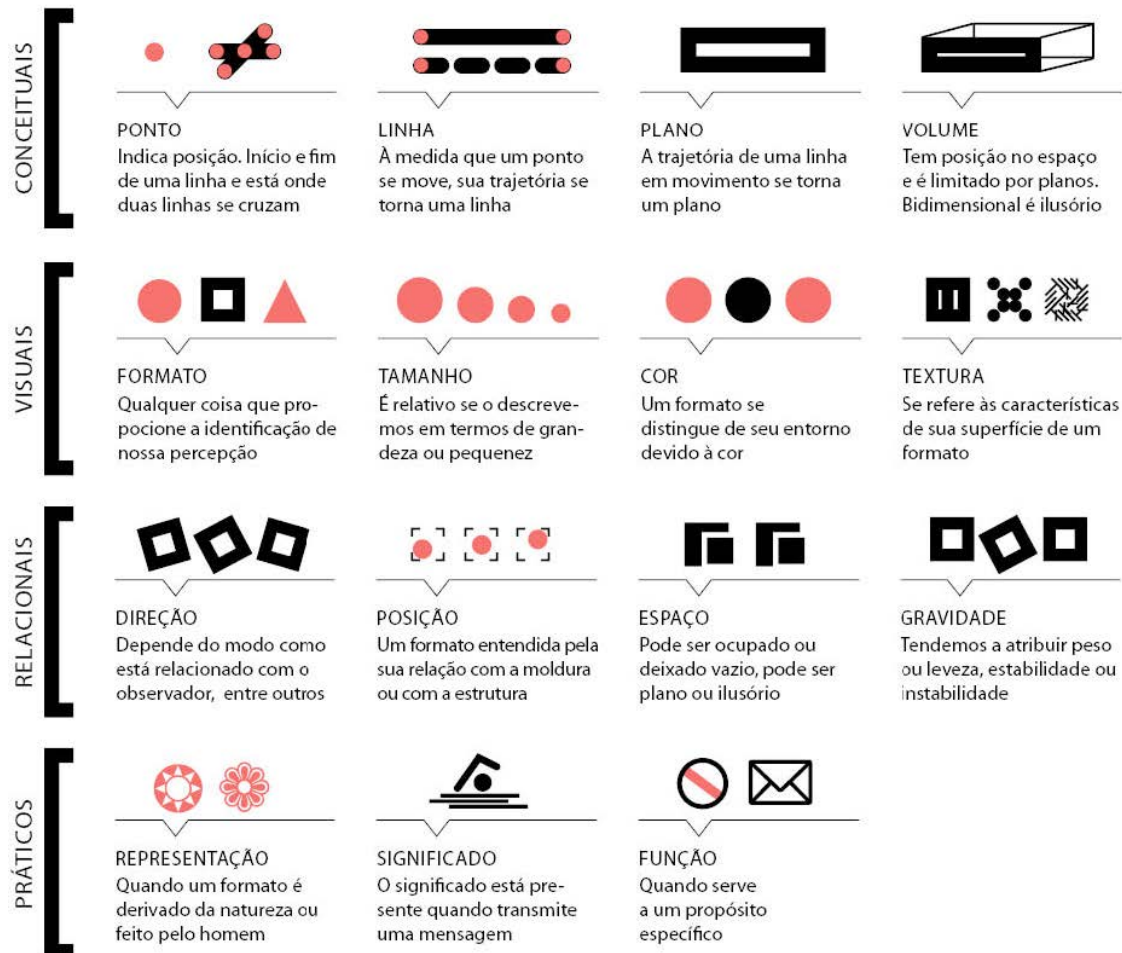 CONCEITUAIS
PONTO
Indica posição. Início e fim
de uma linha e está onde
duas linhas se cruzam
LINHA
À medida que um ponto
se move, sua trajetória se
torna uma linha
PLANO
A trajetória de uma linha
em movimento se torna
um plano
VOLUME
Tem posição no espaço
e é limitado por planos.
Bidimensional é ilusório
VISUAIS
FORMATO
Qualquer coisa que pro-
pocione a identificação de
nossa percepção
TAMANHO
É relativo se o descreve-
mos em termos de gran-
deza ou pequenez
COR
Um formato se
distingue de seu entorno
devido à cor
TEXTURA
Se refere às características
de sua superfície de um
formato
RELACIONAIS
DIREÇÃO
Depende do modo como
está relacionado com o
observador, entre outros
POSIÇÃO
Um formato entendida pela
sua relação com a moldura
ou com a estrutura
ESPAÇO
Pode ser ocupado ou
deixado vazio, pode ser
plano ou ilusório
GRAVIDADE
Tendemos a atribuir peso
ou leveza, estabilidade ou
instabilidade
PRÁTICOS
REPRESENTAÇÃO
Quando um formato é
derivado da natureza ou
feito pelo homem
SIGNIFICADO
O significado está pre-
sente quando transmite
uma mensagem
FUNÇÃO
Quando serve
a um propósito
específico